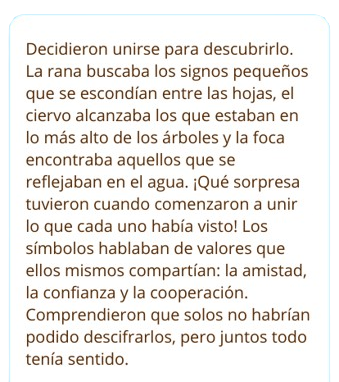 Decidieron unirse para descubrirlo.
La rana buscaba los signos pequeños
que se escondían entre las hojas, el
ciervo alcanzaba los que estaban en
lo más alto de los árboles y la foca
encontraba aquellos que se
reflejaban en el agua. ¡Qué sorpresa
tuvieron cuando comenzaron a unir
lo que cada uno había visto! Los
símbolos hablaban de valores que
ellos mismos compartían: la amistad,
la confianza y la cooperación.
Comprendieron que solos no habrían
podido descifrarlos, pero juntos todo
tenía sentido.